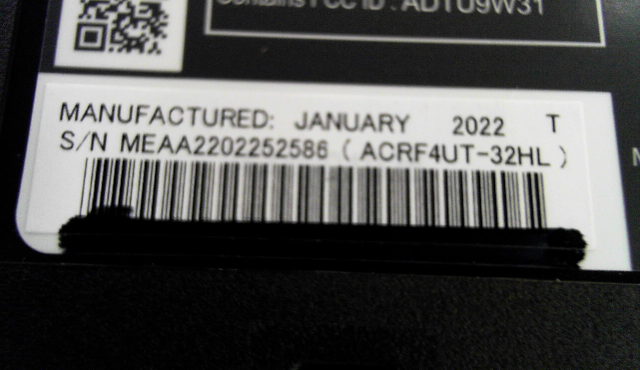 Contains FCC ID : ADTU9W31
MANUFACTURED: JANUARY 2022 T
S/N MEAA2202252586 ( ACRF4UT-32HL )